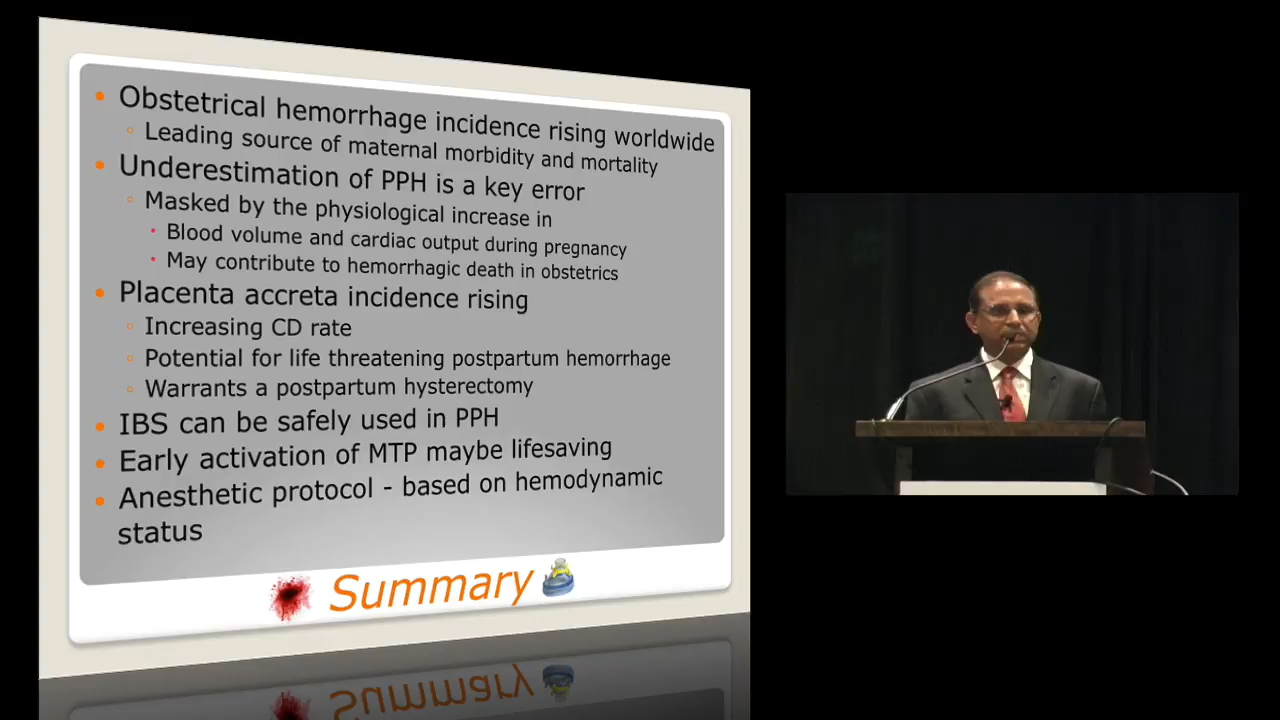 Obstetrical hemorrhage incidence rising worldwide
Leading source of maternal morbidity and mortality
Underestimation of PPH is a key error
Masked by the physiological increase in
Blood volume and cardiac output during pregnancy
May contribute to hemorrhagic death in obstetrics
Placenta accreta incidence rising
Increasing CD rate
Potential for life threatening postpartum hemorrhage
Warrants a postpartum hysterectomy
IBS can be safely used in PPH
Early activation of MTP maybe lifesaving
Anesthetic protocol - based on hemodynamic
status
Summary